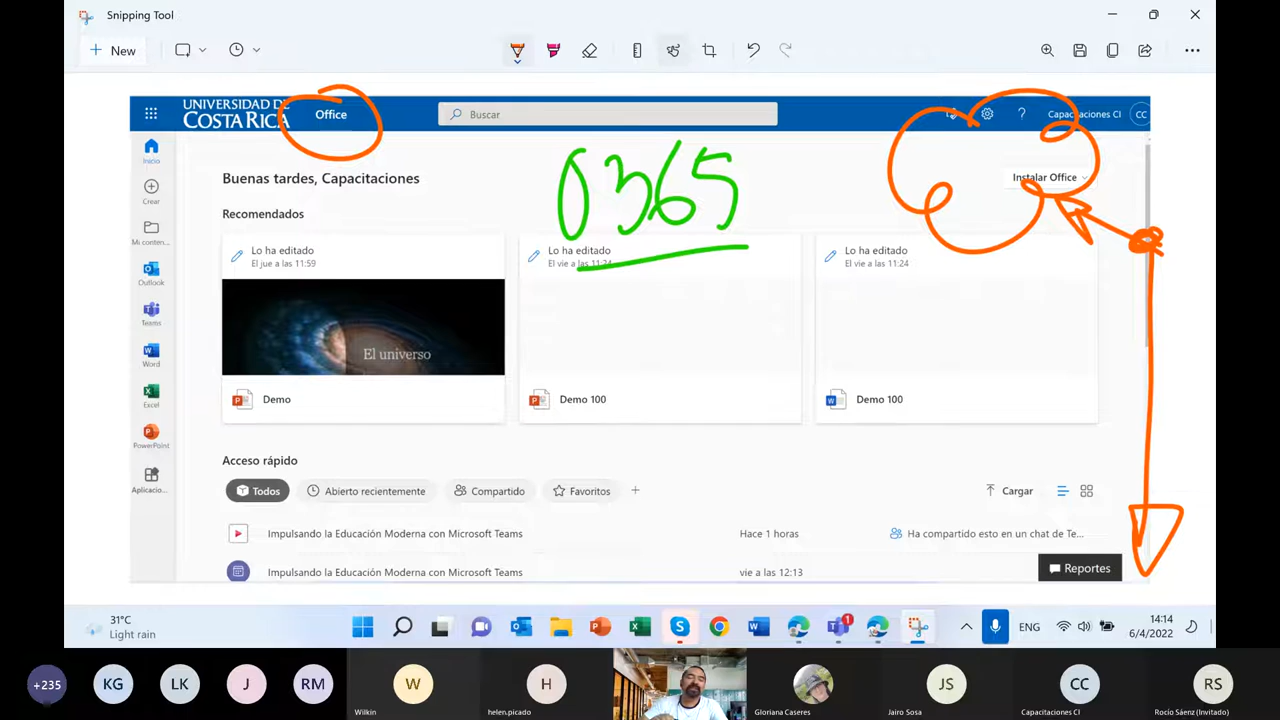 Snipping Tool
New
UNIVERSIDAD DE
COSTA RICA
Office
Buscar
Capacitaciones CI
CC
Inicio
Crear
Mi conten...
Outlook
Teams
Word
Excel
PowerPoint
Aplicacio...
Buenas tardes, Capacitaciones
O365
Instalar Office
Recomendados
Lo ha editado
El jue a las 11:59
Lo ha editado
El vie a las
Lo ha editado
El vie a las 11:24
El universo
Demo
Demo 100
Demo 100
Acceso rápido
Todos
Abierto recientemente
Compartido
Favoritos
Cargar
Impulsando la Educación Moderna con Microsoft Teams
Hace 1 horas
Ha compartido esto en un chat de Te...
Impulsando la Educación Moderna con Microsoft Teams
vie a las 12:13
Reportes
31°C
Light rain
1
ENG
14:14
6/4/2022
+235
KG
LK
J
RM
W
Wilkin
H
helen.picado
Gloriana Caseres
JS
Jairo Sosa
CC
Capacitaciones CI
RS
Rocío Sáenz (Invitado)